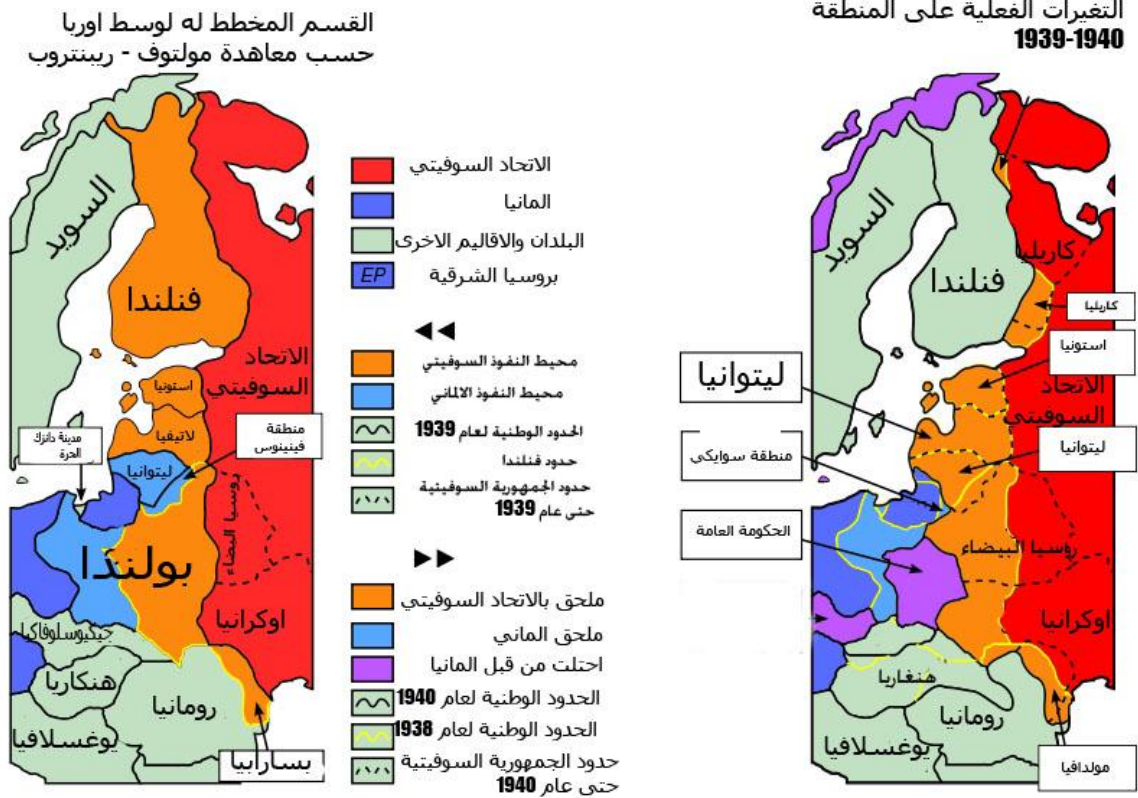 القسم المخطط له لوسط اوربا
حسب معاهدة مولتوف - ريبنتروب
السويد
فنلندا
الاتحاد
السوفيتي
استونيا
لاتيفيا
ليتوانيا
منطقة
فينينوس
مدينة دانزك
الحرة
روسيا البضاء
بولندا
اوكرانيا
جيكوسلوفاكيا
هنكاريا
رومانيا
يوغسلافيا
بسارابيا
الاتحاد السوفيتي
المانيا
البلدان والاقاليم الاخرى
EP
بروسيا الشرقية
◄◄
محيط النفوذ السوفيتي
محيط النفوذ الالماني
الحدود الوطنية لعام 1939
حدود فنلندا
حدود الجمهورية السوفيتية
حتى عام 1939
►►
ملحق بالاتحاد السوفيتي
ملحق الماني
احتلت من قبل المانيا
الحدود الوطنية لعام 1940
الحدود الوطنية لعام 1938
حدود الجمهورية السوفيتية
حتى عام 1940
التغيرات الفعلية على المنطقة
1939-1940
السويد
فنلندا
كاريليا
كاريليا
استونيا
الاتحاد
السوفيتي
ليتوانيا
ليتوانيا
منطقة سوايكي
الحكومة العامة
روسيا البيضاء
اوكرانيا
هنغاريا
رومانيا
يوغسلافيا
مولدافيا